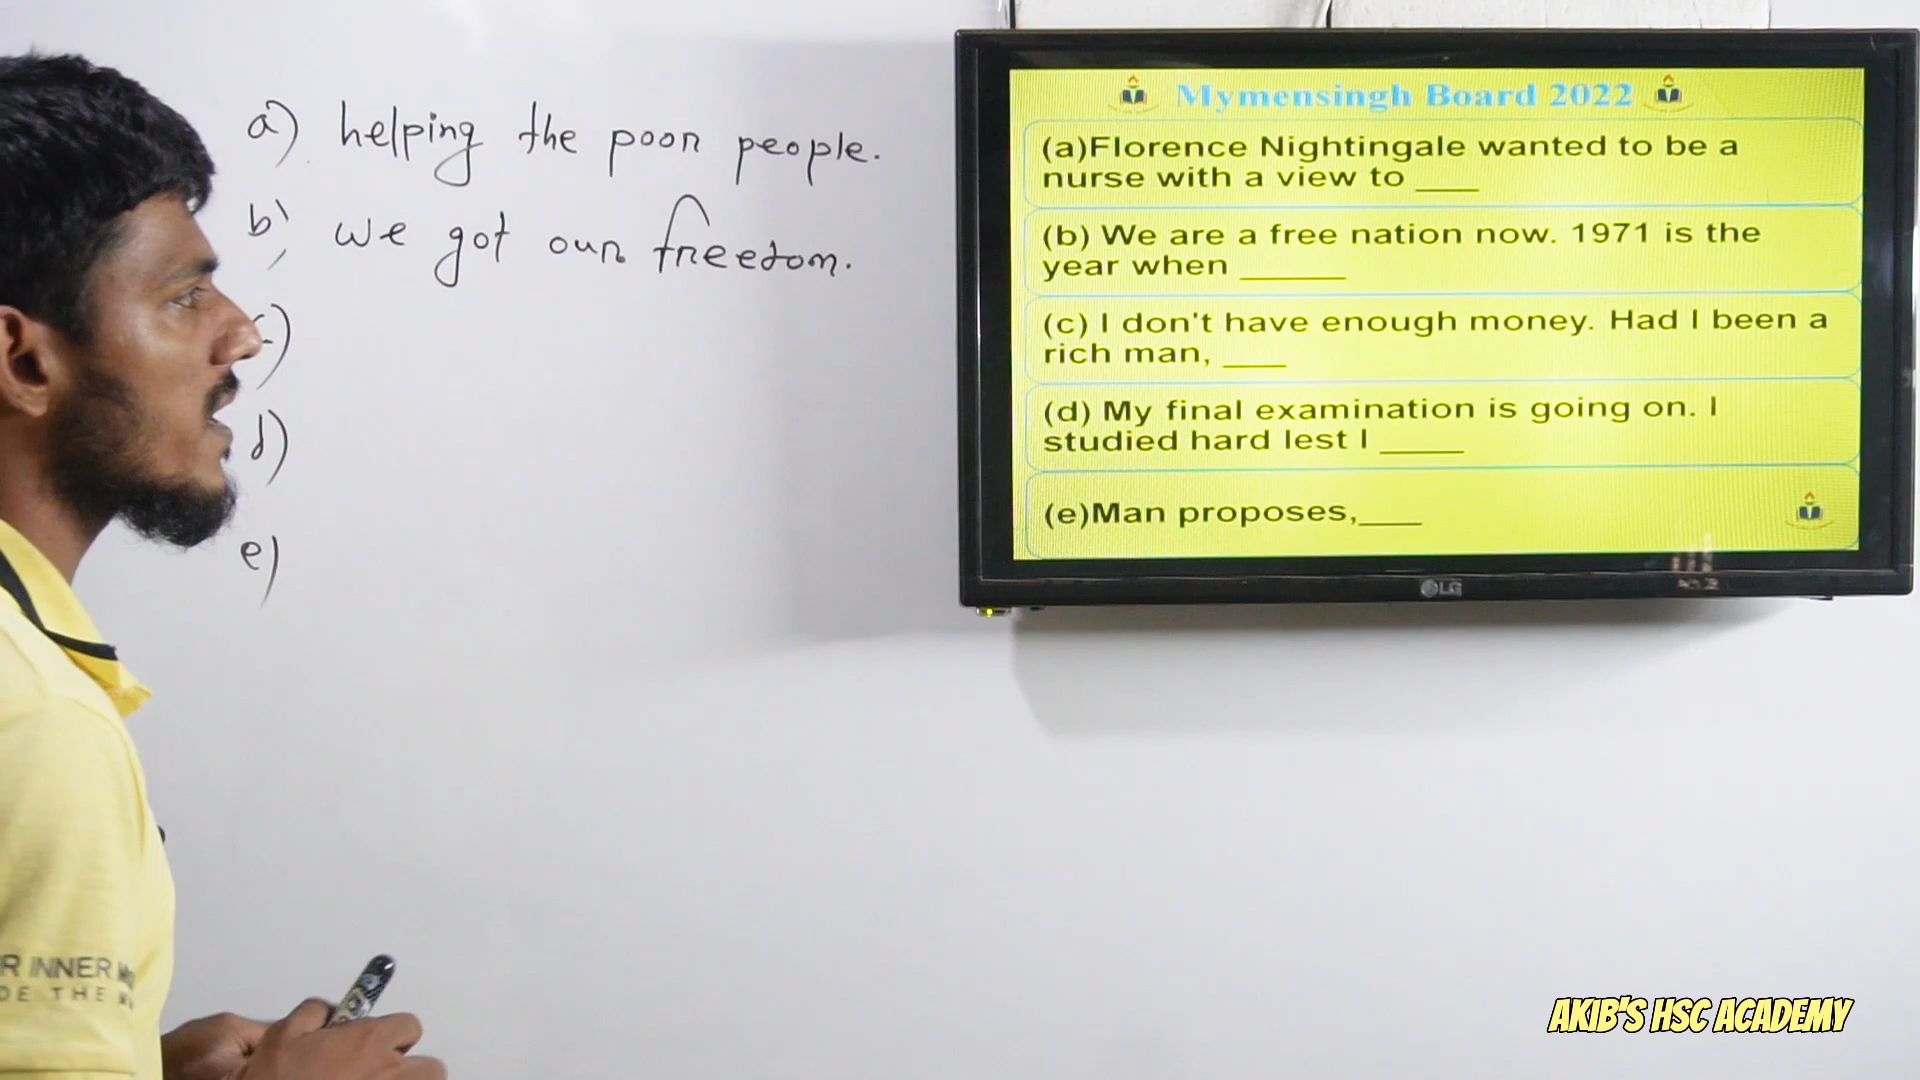 a) helping the poor people.
b) we got our freedom.
c)
d)
e)
Mymensingh Board 2022
(a)Florence Nightingale wanted to be a
nurse with a view to ____
(b) We are a free nation now. 1971 is the
year when ______
(c) I don't have enough money. Had I been a
rich man, ____
(d) My final examination is going on. I
studied hard lest I _____
(e)Man proposes,____
LG
R INNER
DE THE
AKIB'S HSC ACADEMY